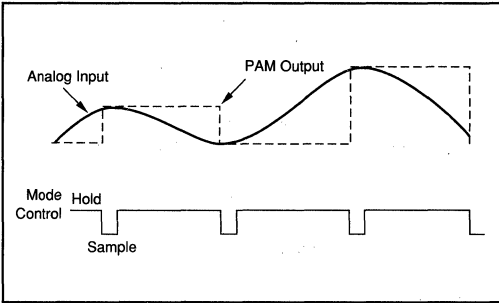 PAM Output
Analog Input
Mode Control
Hold
Sample